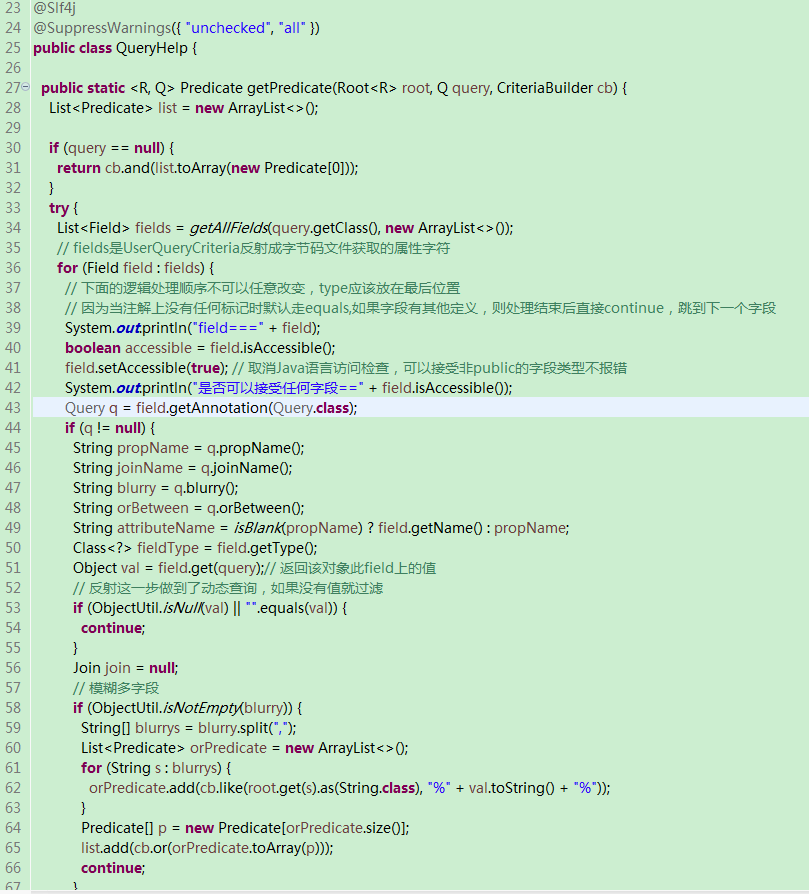 23 @Slf4j
24 @SuppressWarnings({ "unchecked", "all" })
25 public class QueryHelp {
26
27 public static <R, Q> Predicate getPredicate(Root<R> root, Q query, CriteriaBuilder cb) {
28 List<Predicate> list = new ArrayList<>();
29
30 if (query == null) {
31 return cb.and(list.toArray(new Predicate[0]));
32 }
33 try {
34 List<Field> fields = getAllFields(query.getClass(), new ArrayList<>());
35 // fields是UserQueryCriteria反射成字节码文件获取的属性字符
36 for (Field field : fields) {
37 // 下面的逻辑处理顺序不可以任意改变，type应该放在最后位置
38 // 因为当注解上没有任何标记时默认走equals,如果字段有其他定义，则处理结束后直接continue，跳到下一个字段
39 System.out.println("field===" + field);
40 boolean accessible = field.isAccessible();
41 field.setAccessible(true); // 取消Java语言访问检查，可以接受非public的字段类型不报错
42 System.out.println("是否可以接受任何字段==" + field.isAccessible());
43 Query q = field.getAnnotation(Query.class);
44 if (q != null) {
45 String propName = q.propName();
46 String joinName = q.joinName();
47 String blurry = q.blurry();
48 String orBetween = q.orBetween();
49 String attributeName = isBlank(propName) ? field.getName() : propName;
50 Class<?> fieldType = field.getType();
51 Object val = field.get(query);// 返回该对象此field上的值
52 // 反射这一步做到了动态查询，如果没有值就过滤
53 if (ObjectUtil.isNull(val) || "".equals(val)) {
54 continue;
55 }
56 Join join = null;
57 // 模糊多字段
58 if (ObjectUtil.isNotEmpty(blurry)) {
59 String[] blurrys = blurry.split(",");
60 List<Predicate> orPredicate = new ArrayList<>();
61 for (String s : blurrys) {
62 orPredicate.add(cb.like(root.get(s).as(String.class), "%" + val.toString() + "%"));
63 }
64 Predicate[] p = new Predicate[orPredicate.size()];
65 list.add(cb.or(orPredicate.toArray(p)));
66 continue;
67 }